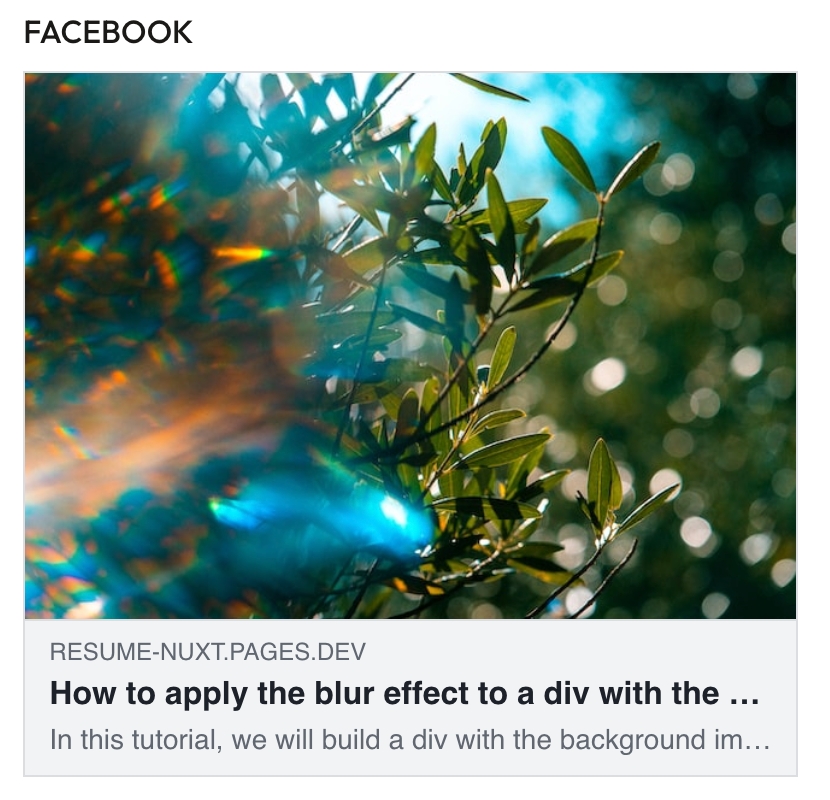 FACEBOOK
RESUME-NUXT.PAGES.DEV
How to apply the blur effect to a div with the ...
In this tutorial, we will build a div with the background im...